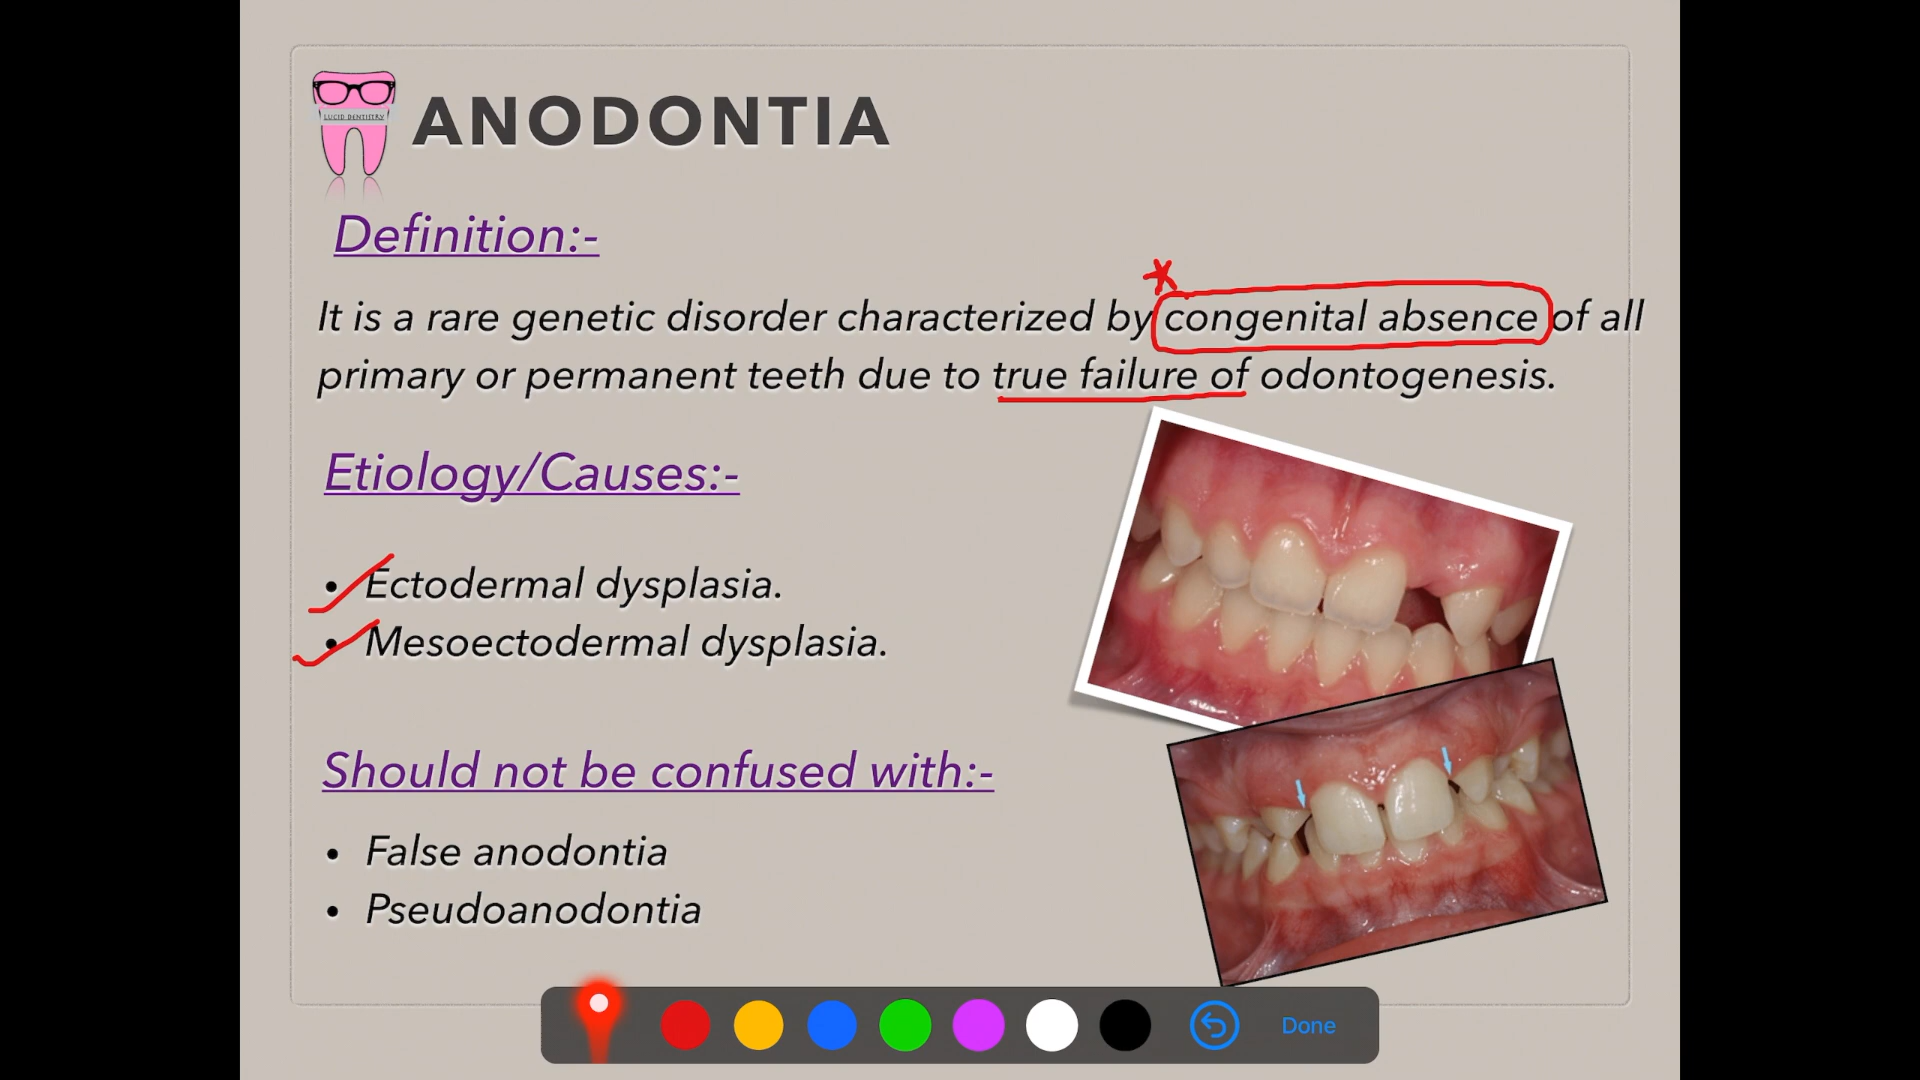 LUCID DENTISTRY
ANODONTIA
Definition:-
It is a rare genetic disorder characterized by congenital absence of all
primary or permanent teeth due to true failure of odontogenesis.
Etiology/Causes:-
• Ectodermal dysplasia.
• Mesoectodermal dysplasia.
Should not be confused with:-
• False anodontia
• Pseudoanodontia
Done